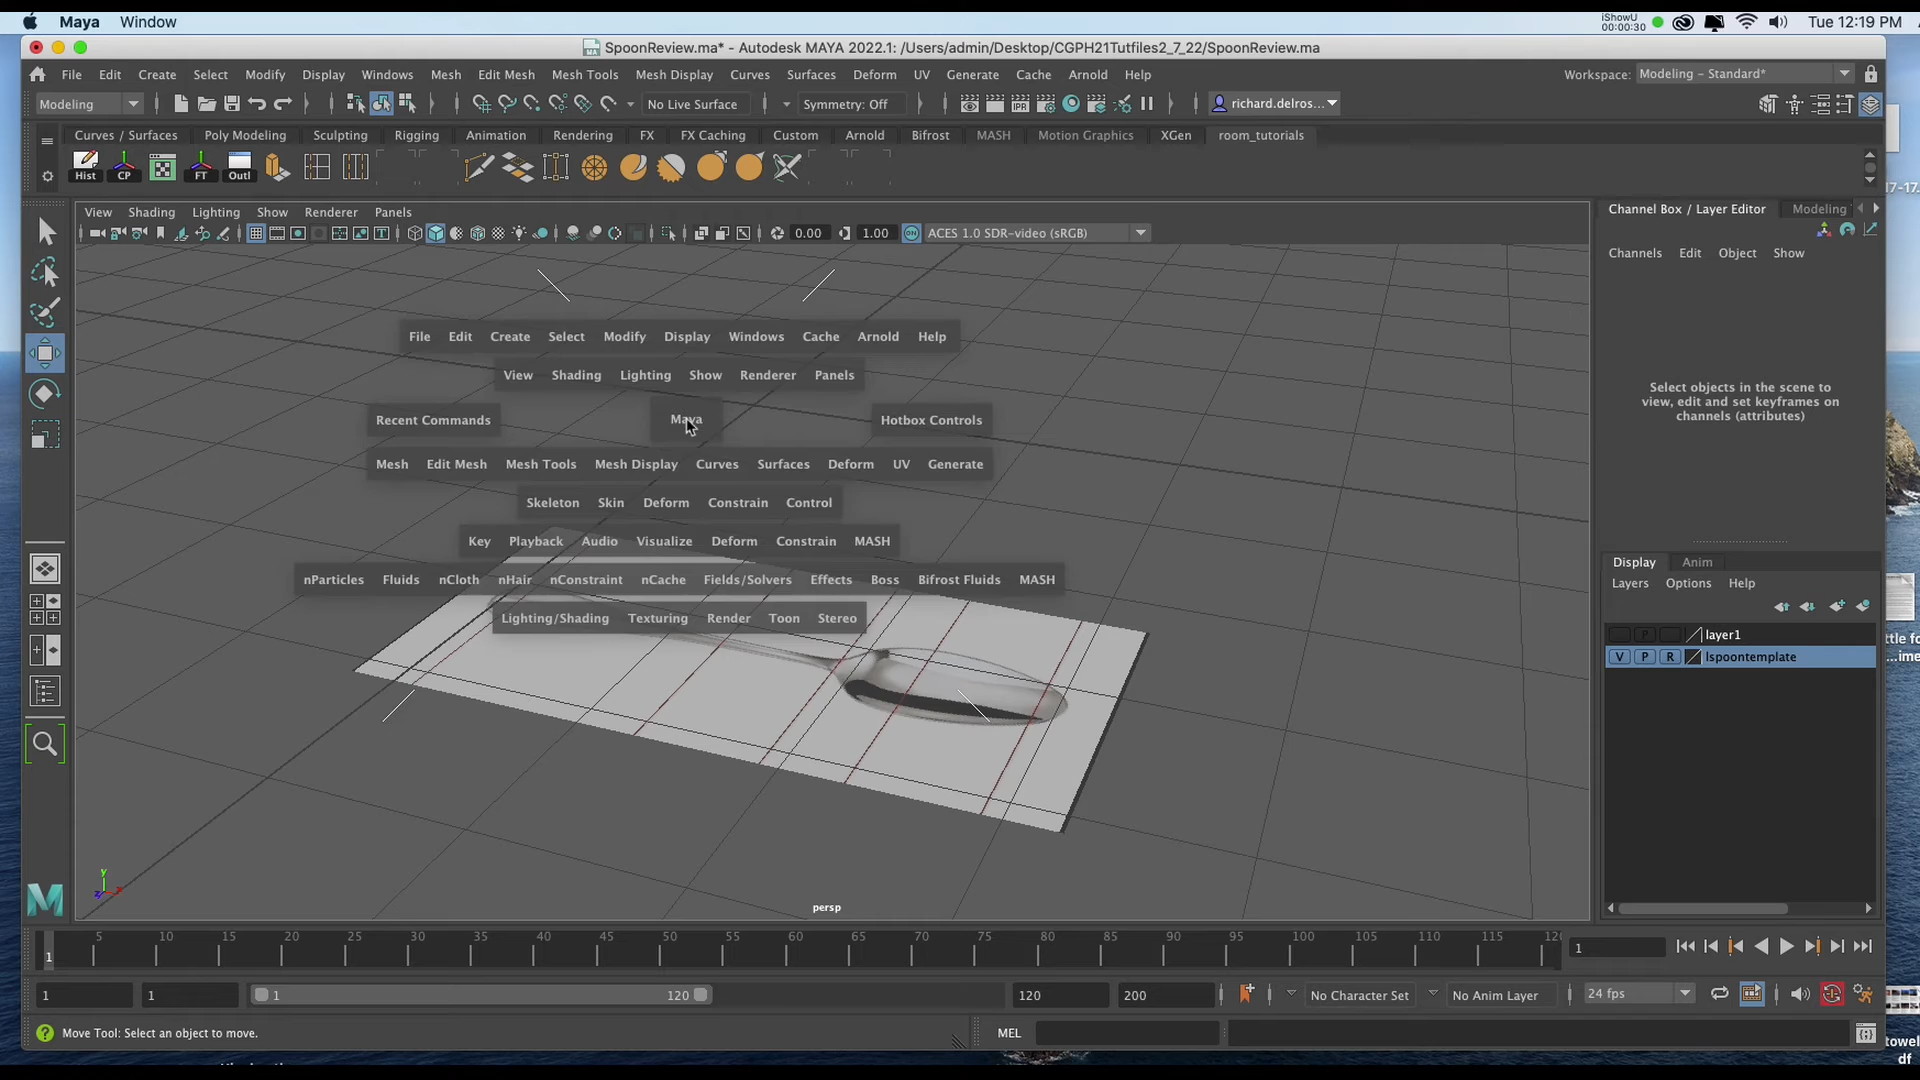 Maya Window iShowU 00:00:30 Tue 12:19 PM
SpoonReview.ma* - Autodesk MAYA 2022.1: /Users/admin/Desktop/CGPH21Tutfiles2_7_22/SpoonReview.ma
File Edit Create Select Modify Display Windows Mesh Edit Mesh Mesh Tools Mesh Display Curves Surfaces Deform UV Generate Cache Arnold Help Workspace: Modeling - Standard*
Modeling No Live Surface Symmetry: Off IPR richard.delros...
Curves / Surfaces Poly Modeling Sculpting Rigging Animation Rendering FX FX Caching Custom Arnold Bifrost MASH Motion Graphics XGen room_tutorials
Hist CP FT Outl
View Shading Lighting Show Renderer Panels
0.00 1.00 ON ACES 1.0 SDR-video (sRGB)
Channel Box / Layer Editor Modeling
Channels Edit Object Show
File Edit Create Select Modify Display Windows Cache Arnold Help
View Shading Lighting Show Renderer Panels
Recent Commands Maya Hotbox Controls
Mesh Edit Mesh Mesh Tools Mesh Display Curves Surfaces Deform UV Generate
Skeleton Skin Deform Constrain Control
Key Playback Audio Visualize Deform Constrain MASH
nParticles Fluids nCloth nHair nConstraint nCache Fields/Solvers Effects Boss Bifrost Fluids MASH
Lighting/Shading Texturing Render Toon Stereo
Select objects in the scene to
view, edit and set keyframes on
channels (attributes)
Display Anim
Layers Options Help
P layer1
V P R lspoontemplate
y
z x
persp
M
5 10 15 20 25 30 35 40 45 50 55 60 65 70 75 80 85 90 95 100 105 110 115 12
1 1
1 1 1 120 120 200 No Character Set No Anim Layer 24 fps
Move Tool: Select an object to move. MEL
17-17.
ttle fo
...ime
towel
df